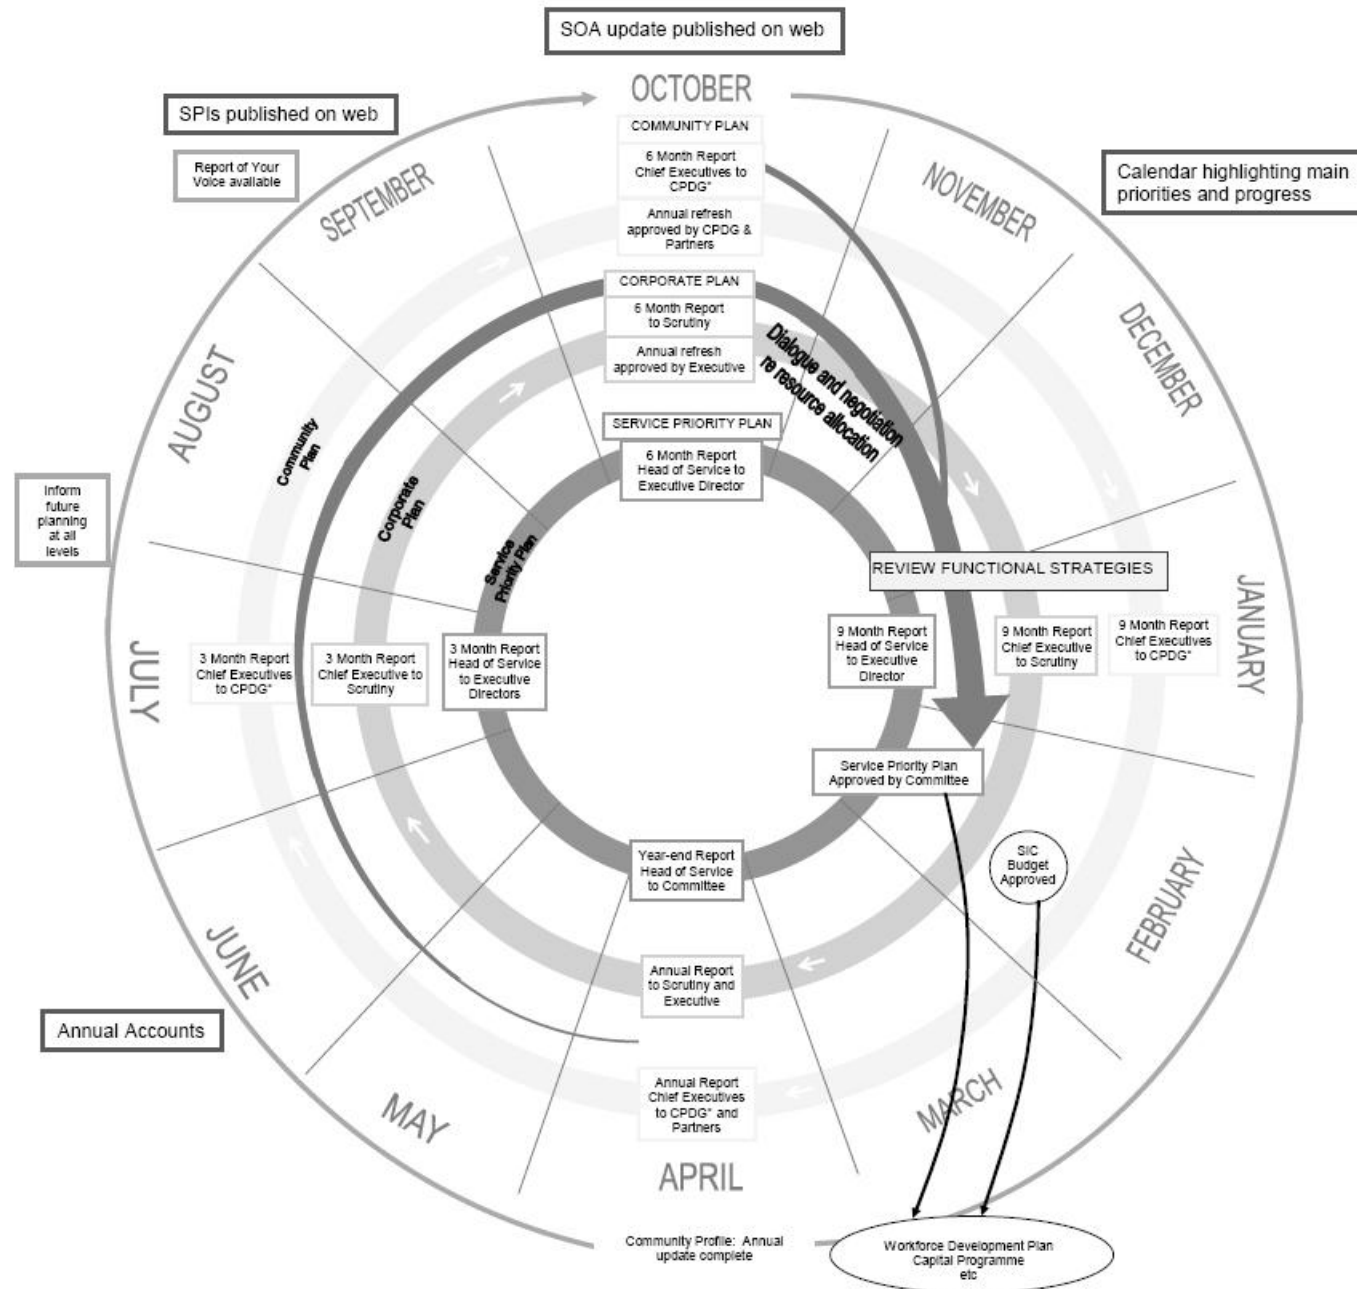 SOA update published on web
OCTOBER
SPIs published on web
Report of Your
Voice available
SEPTEMBER
COMMUNITY PLAN
6 Month Report
Chief Executives to
CPDG*
Annual refresh
approved by CPDG &
Partners
NOVEMBER
Calendar highlighting main
priorities and progress
CORPORATE PLAN
6 Month Report
to Scrutiny
Annual refresh
approved by Executive
Dialogue and negotiation
re resource allocation
DECEMBER
AUGUST
Community
Plan
Corporate
Plan
Service
Priority Plan
SERVICE PRIORITY PLAN
6 Month Report
Head of Service to
Executive Director
Inform
future
planning
at all
levels
REVIEW FUNCTIONAL STRATEGIES
JULY
3 Month Report
Chief Executives
to CPDG*
3 Month Report
Chief Executive to
Scrutiny
3 Month Report
Head of Service
to Executive
Directors
9 Month Report
Head of Service
to Executive
Director
9 Month Report
Chief Executive
to Scrutiny
9 Month Report
Chief Executives
to CPDG*
JANUARY
Service Priority Plan
Approved by Committee
Year-end Report
Head of Service
to Committee
SIC
Budget
Approved
FEBRUARY
JUNE
Annual Report
to Scrutiny and
Executive
Annual Accounts
Annual Report
Chief Executives
to CPDG* and
Partners
MAY
MARCH
APRIL
Community Profile: Annual
update complete
Workforce Development Plan
Capital Programme
etc